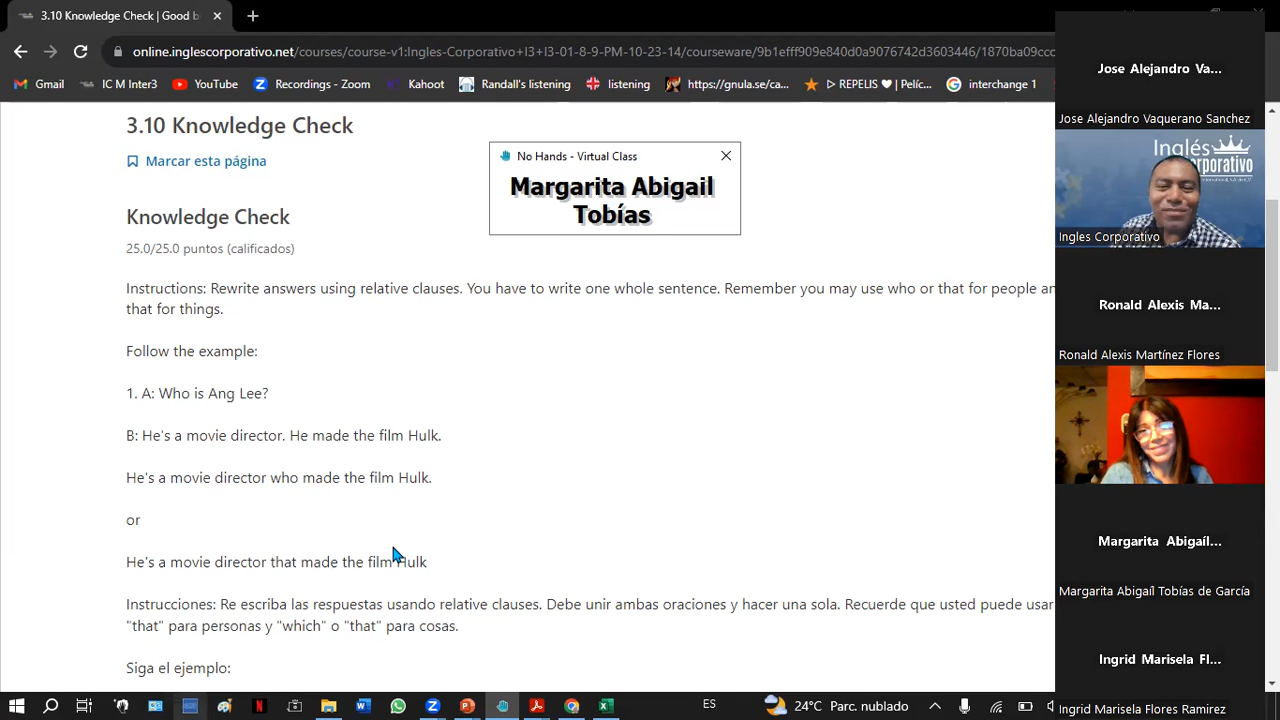 3.10 Knowledge Check | Good b
online.inglescorporativo.net/courses/course-v1:Ingles-Corporativo+I3+I3-01-8-9-PM-10-23-14/courseware/9b1efff909e840d0a9076742d3603446/1870ba09ccc
Gmail
IC M Inter3
YouTube
Recordings - Zoom
Kahoot
Randall's listening
listening
https://gnula.se/ca...
▷ REPELIS ♥ | Pelíc...
interchange 1
3.10 Knowledge Check
Marcar esta página
No Hands - Virtual Class
Margarita Abigail
Tobías
Knowledge Check
25.0/25.0 puntos (calificados)
Instructions: Rewrite answers using relative clauses. You have to write one whole sentence. Remember you may use who or that for people an
that for things.
Follow the example:
1. A: Who is Ang Lee?
B: He's a movie director. He made the film Hulk.
He's a movie director who made the film Hulk.
or
He's a movie director that made the film Hulk
Instrucciones: Re escriba las respuestas usando relative clauses. Debe unir ambas oraciones y hacer una sola. Recuerde que usted puede usar
"that" para personas y "which" o "that" para cosas.
Siga el ejemplo:
Jose Alejandro Va...
Jose Alejandro Vaquerano Sanchez
Inglés
corporativo
Ingles Corporativo
Ronald Alexis Ma...
Ronald Alexis Martínez Flores
Margarita Abigaíl...
Margarita Abigaíl Tobías de García
Ingrid Marisela Fl...
Ingrid Marisela Flores Ramirez
ES
24°C Parc. nublado